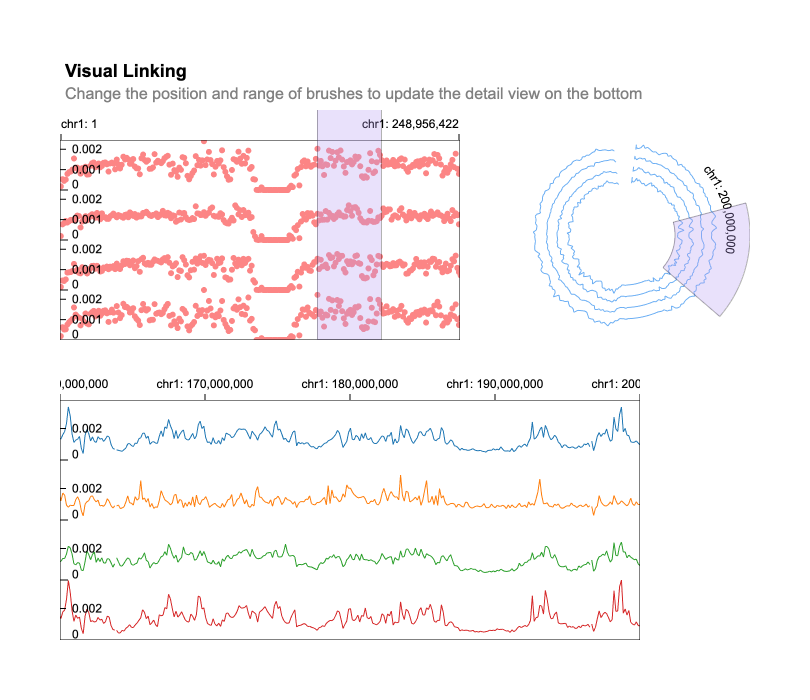 Visual Linking
Change the position and range of brushes to update the detail view on the bottom
chr1: 1
chr1: 248,956,422
0.002
0.001
0
0.002
0.001
0
0.002
0.001
0
0.002
0.001
0
chr1: 200,000,000
0,000,000
chr1: 170,000,000
chr1: 180,000,000
chr1: 190,000,000
chr1: 200
0.002
0
0.002
0
0.002
0
0.002
0